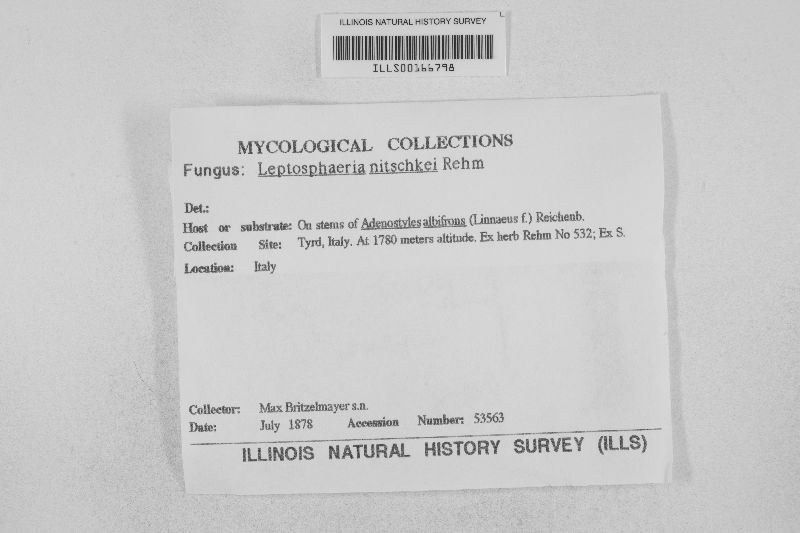 ILLINOIS NATURAL HISTORY SURVEY
ILLS00166798
MYCOLOGICAL COLLECTIONS
Fungus: Leptosphaeria nitschkei Rehm
Det.:
Host or substrate: On stems of Adenostyles albifrons (Linnaeus f.) Reichenb.
Collection Site: Tyrd, Italy. At 1780 meters altitude. Ex herb Rehm No 532; Ex S.
Location: Italy
Collector: Max Britzelmayer s.n.
Date: July 1878 Accession Number: 53563
ILLINOIS NATURAL HISTORY SURVEY (ILLS)